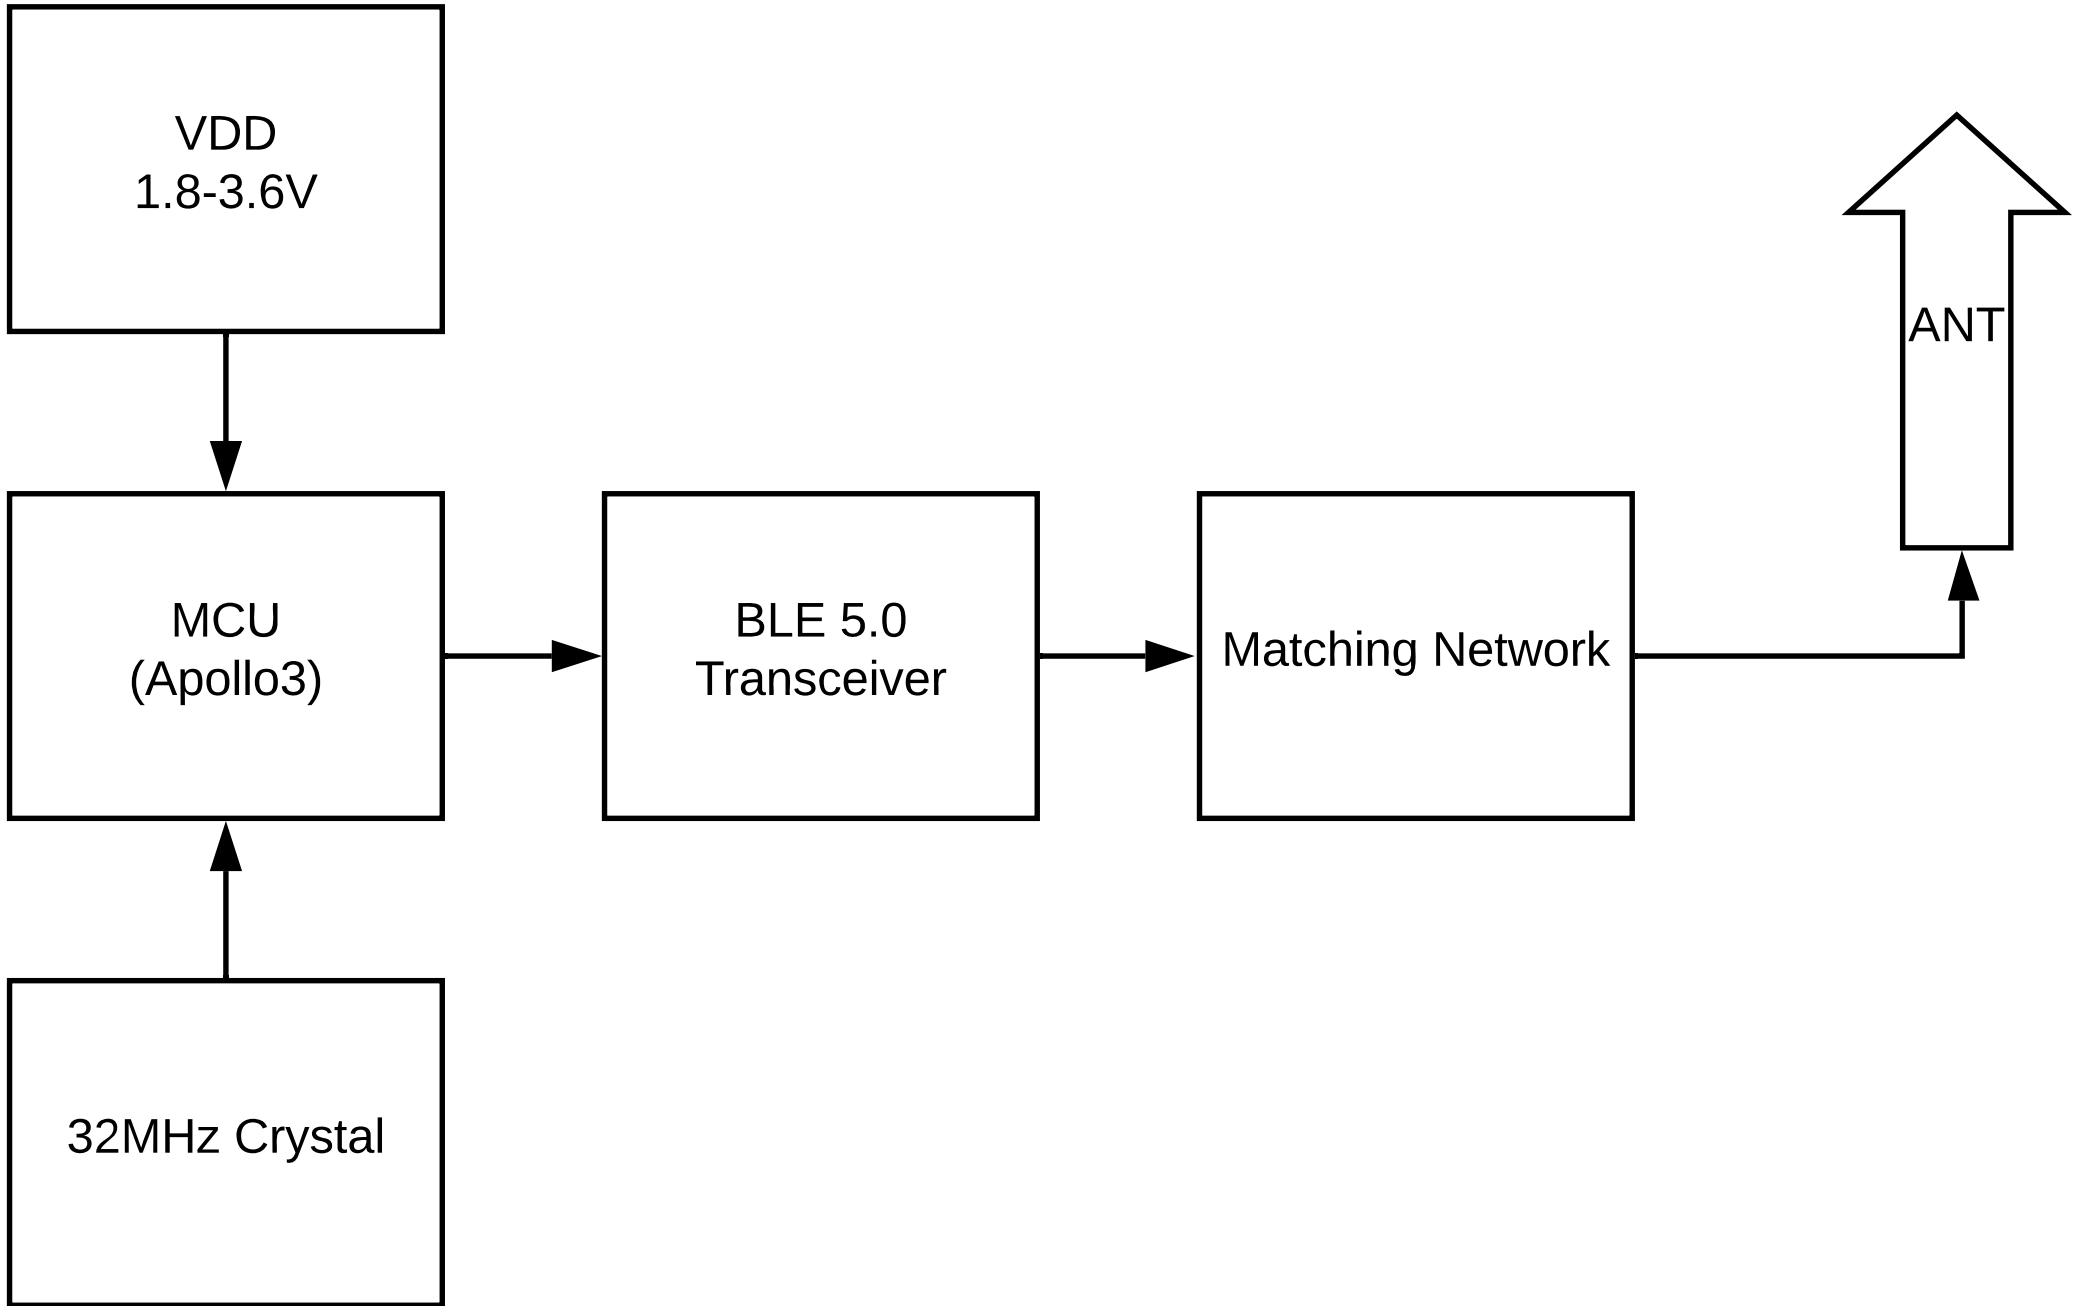 VDD
1.8-3.6V
ANT
MCU
(Apollo3)
BLE 5.0
Transceiver
Matching Network
32MHz Crystal